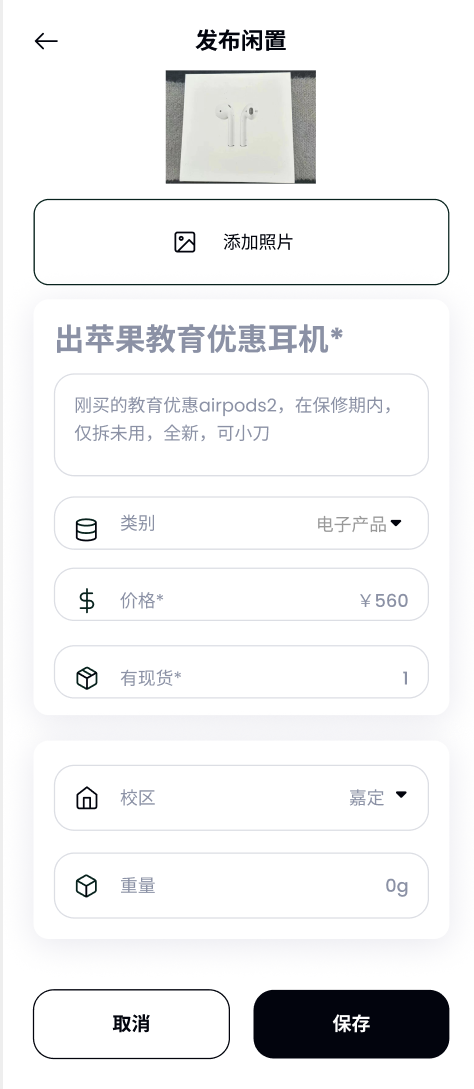 发布闲置
添加照片
出苹果教育优惠耳机*
刚买的教育优惠airpods2，在保修期内，
仅拆未用，全新，可小刀
类别 电子产品
价格* ￥560
有现货* 1
校区 嘉定
重量 0g
取消 保存